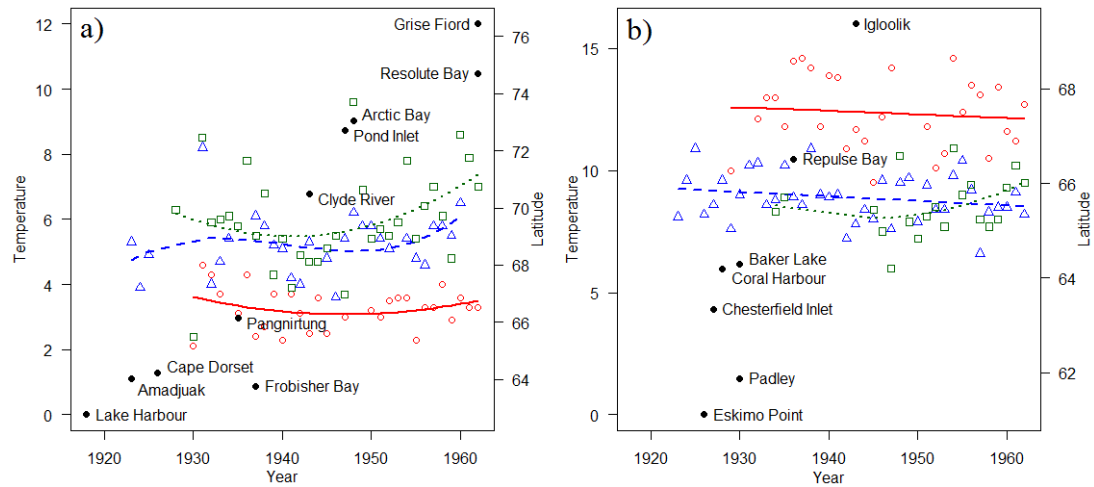 a)
Grise Fiord
Resolute Bay
Arctic Bay
Pond Inlet
Clyde River
Pangnirtung
Cape Dorset
Amadjuak
Frobisher Bay
Lake Harbour
12
10
8
6
4
2
0
Temperature
76
74
72
70
68
66
64
Latitude
1920 1930 1940 1950 1960
Year
b)
Igloolik
Repulse Bay
Baker Lake
Coral Harbour
Chesterfield Inlet
Padley
Eskimo Point
15
10
5
0
Temperature
68
66
64
62
Latitude
1920 1930 1940 1950 1960
Year